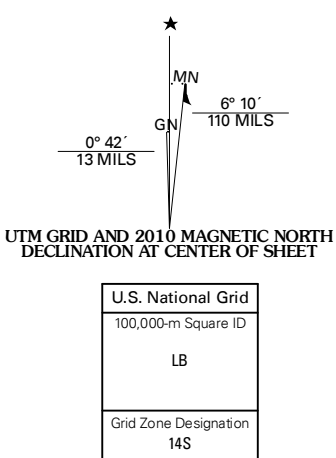 ★
MN
6° 10´
110 MILS
GN
0° 42´
13 MILS
UTM GRID AND 2010 MAGNETIC NORTH
DECLINATION AT CENTER OF SHEET
U.S. National Grid
100,000-m Square ID
LB
Grid Zone Designation
14S